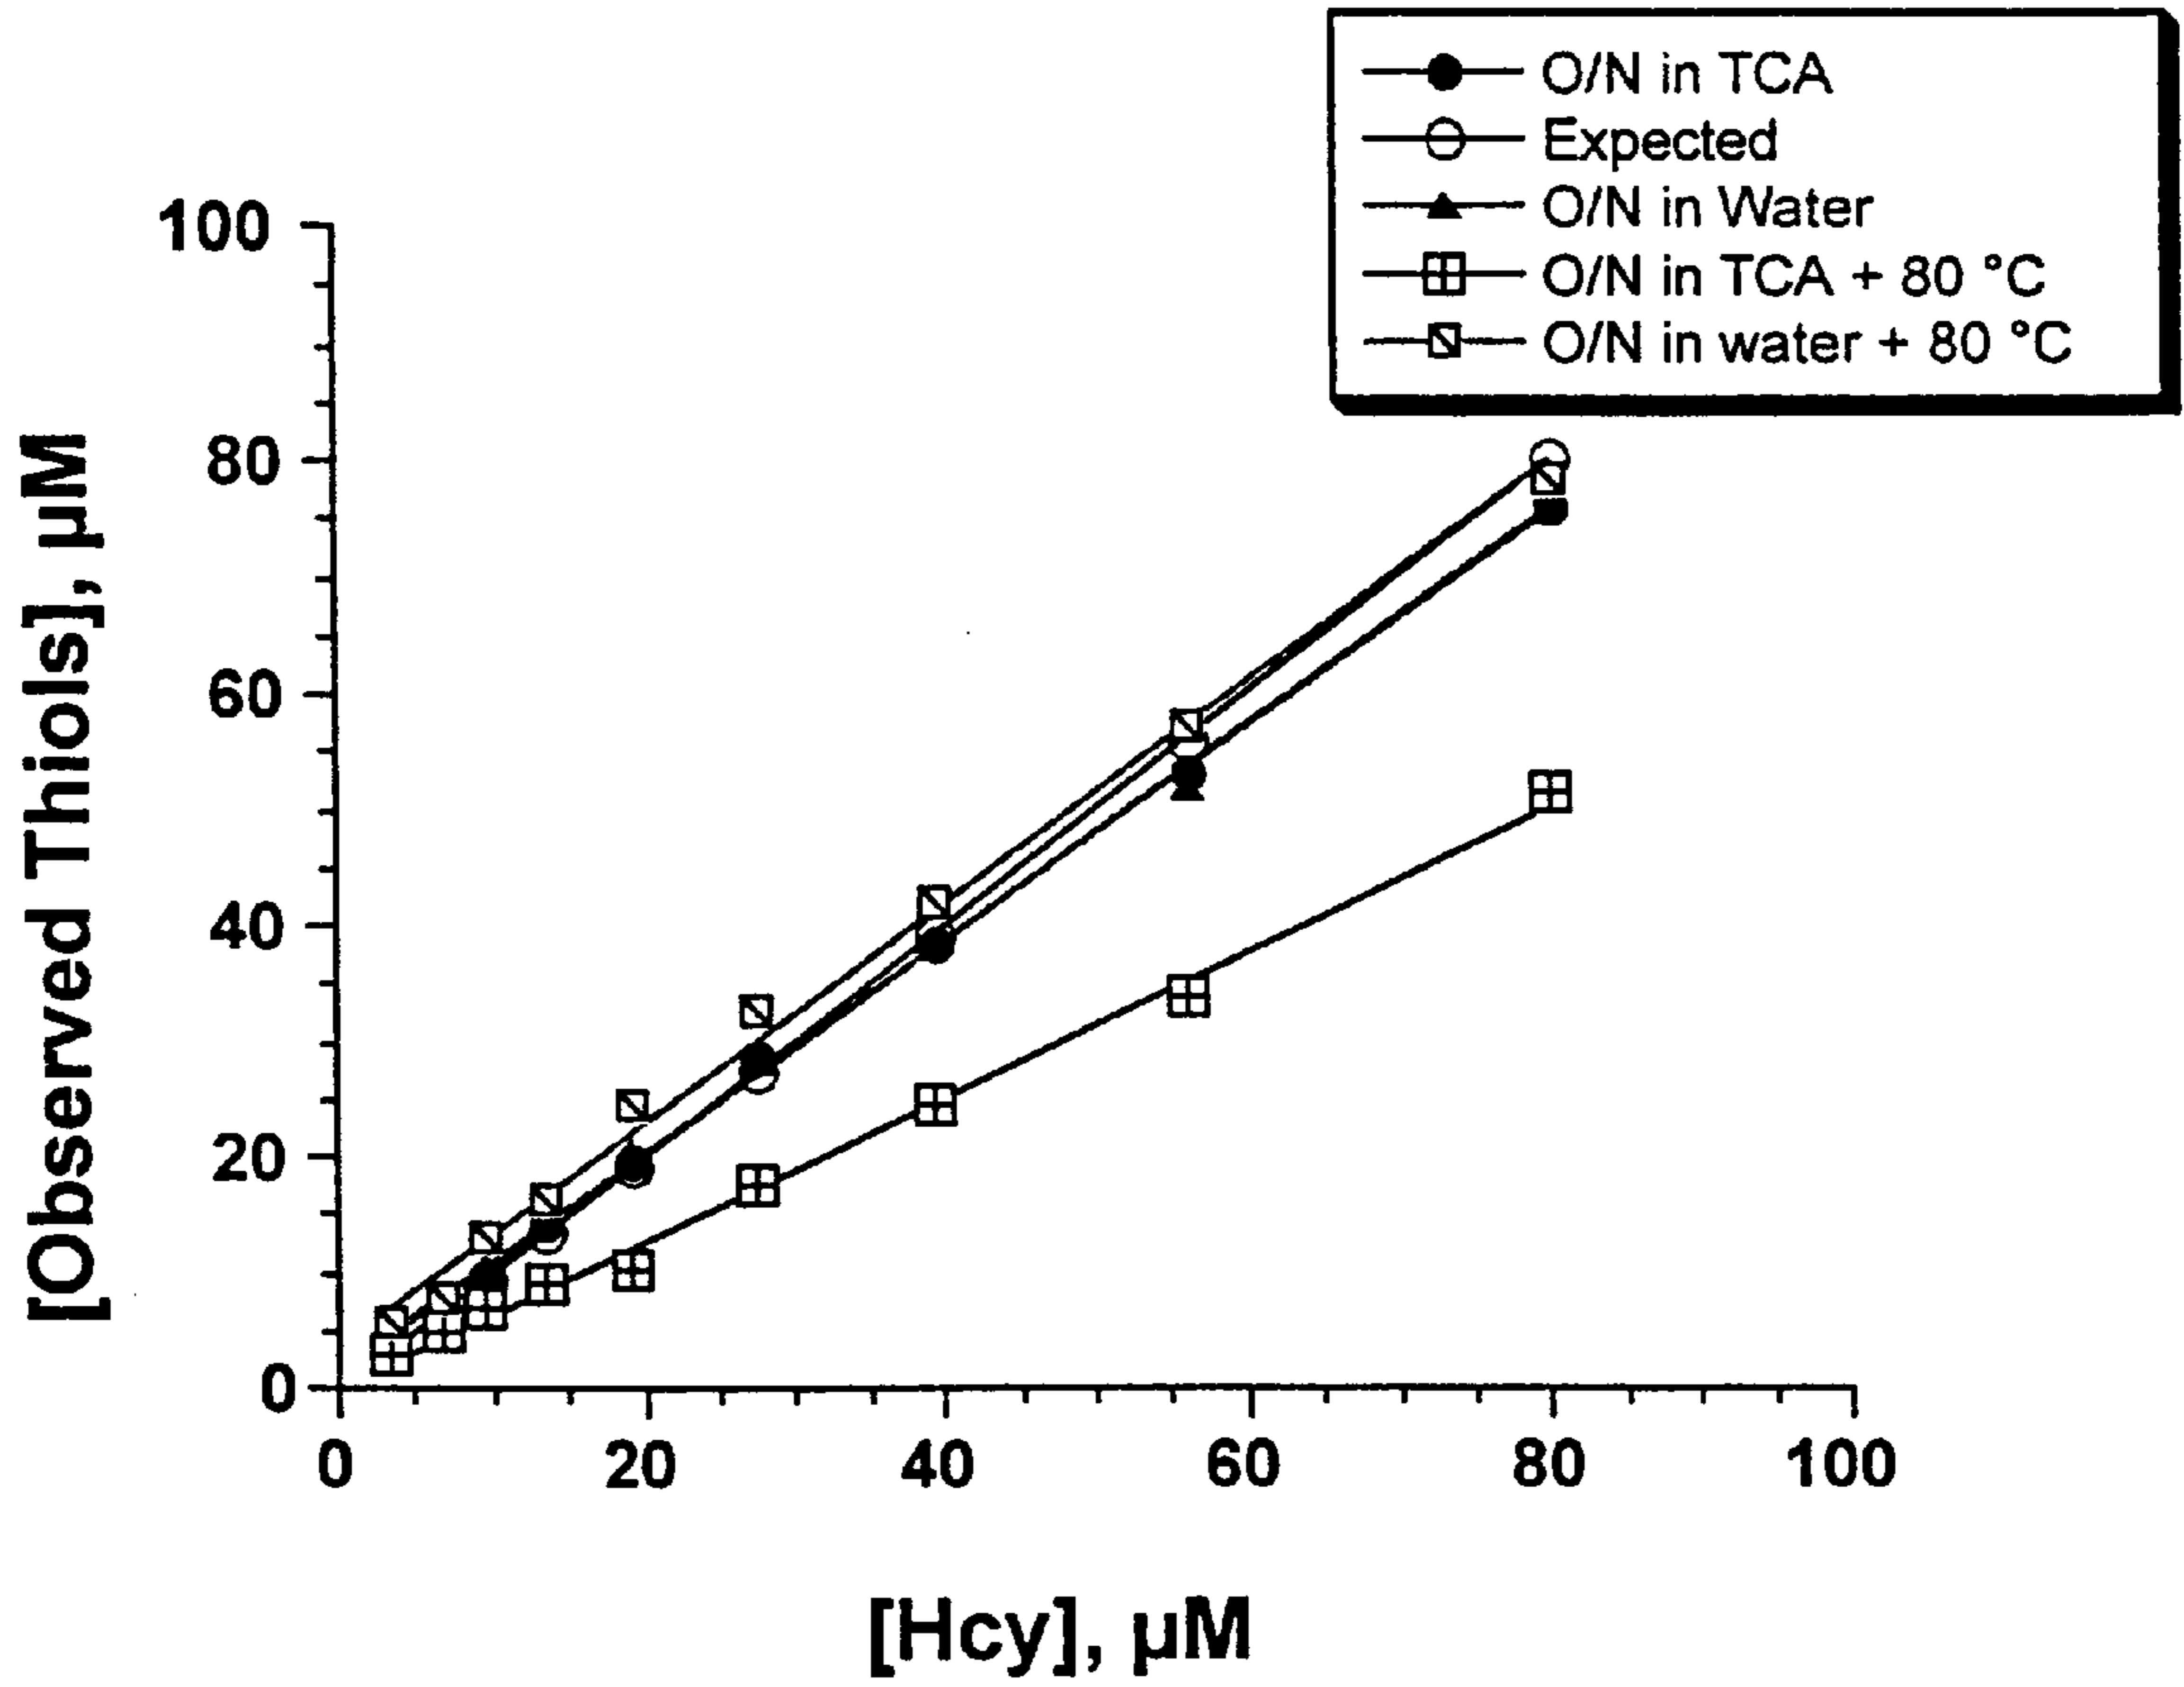 O/N in TCA
Expected
O/N in Water
O/N in TCA + 80 °C
O/N in water + 80 °C
100
80
60
40
20
0
[Observed Thiols], µM
0 20 40 60 80 100
[Hcy], µM